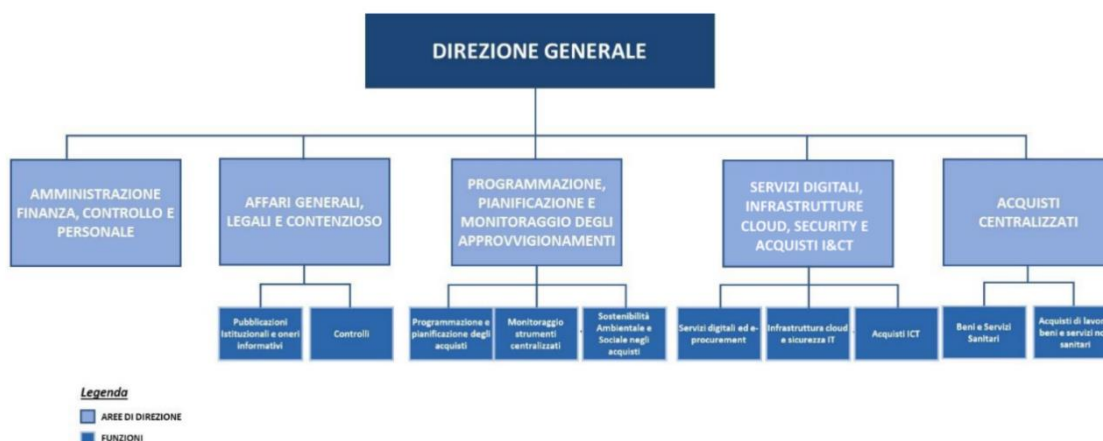 DIREZIONE GENERALE
AMMINISTRAZIONE
FINANZA, CONTROLLO E
PERSONALE
AFFARI GENERALI,
LEGALI E CONTENZIOSO
PROGRAMMAZIONE,
PIANIFICAZIONE E
MONITORAGGIO DEGLI
APPROVVIGIONAMENTI
SERVIZI DIGITALI,
INFRASTRUTTURE
CLOUD, SECURITY E
ACQUISTI I&CT
ACQUISTI
CENTRALIZZATI
Pubblicazioni
Istituzionali e oneri
informativi
Controlli
Programmazione e
pianificazione degli
acquisti
Monitoraggio
strumenti
centralizzati
Sostenibilità
Ambientale e
Sociale negli
acquisti
Servizi digitali ed e-
procurement
Infrastruttura cloud
e sicurezza IT
Acquisti ICT
Beni e Servizi
Sanitari
Acquisti di
beni e servizi
sanitari
Legenda
AREE DI DIREZIONE
FUNZIONI